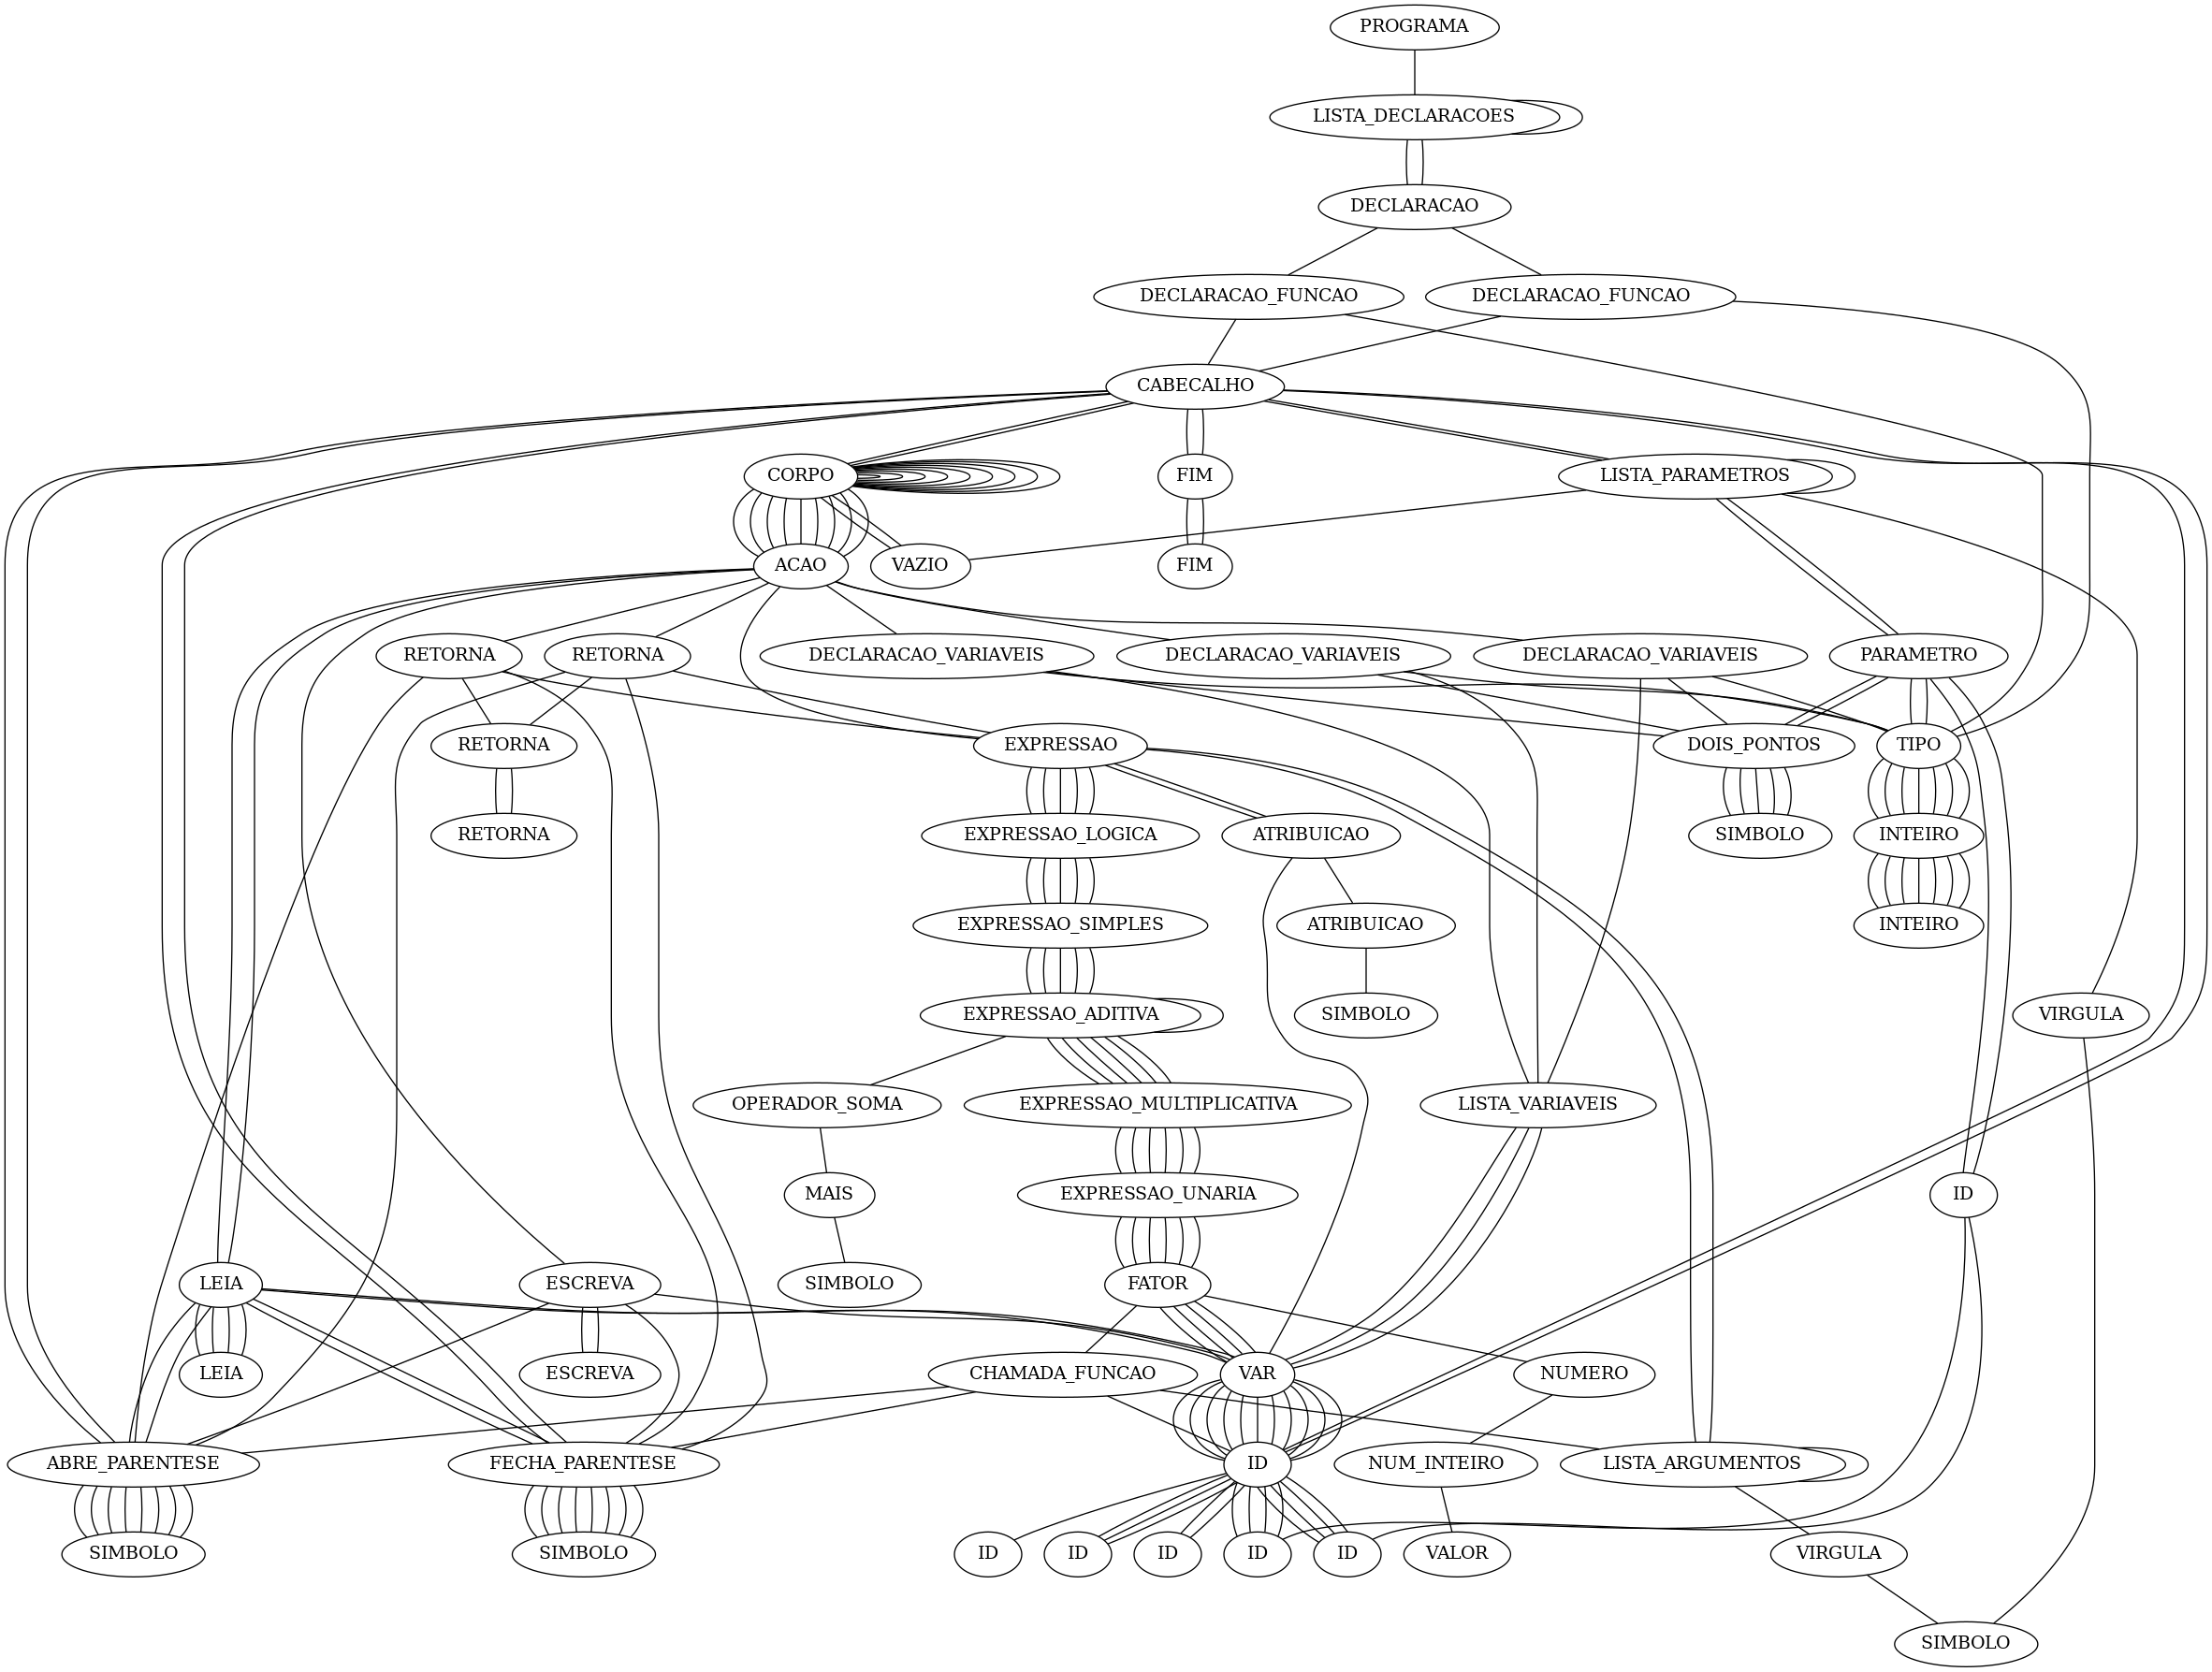 PROGRAMA
LISTA_DECLARACOES
DECLARACAO
DECLARACAO_FUNCAO
DECLARACAO_FUNCAO
CABECALHO
CORPO
FIM
LISTA_PARAMETROS
ACAO
VAZIO
FIM
RETORNA
RETORNA
DECLARACAO_VARIAVEIS
DECLARACAO_VARIAVEIS
DECLARACAO_VARIAVEIS
PARAMETRO
RETORNA
EXPRESSAO
DOIS_PONTOS
TIPO
RETORNA
EXPRESSAO_LOGICA
ATRIBUICAO
SIMBOLO
INTEIRO
EXPRESSAO_SIMPLES
ATRIBUICAO
INTEIRO
EXPRESSAO_ADITIVA
SIMBOLO
VIRGULA
OPERADOR_SOMA
EXPRESSAO_MULTIPLICATIVA
LISTA_VARIAVEIS
MAIS
EXPRESSAO_UNARIA
ID
LEIA
ESCREVA
SIMBOLO
FATOR
LEIA
ESCREVA
CHAMADA_FUNCAO
VAR
NUMERO
ABRE_PARENTESE
FECHA_PARENTESE
ID
NUM_INTEIRO
LISTA_ARGUMENTOS
SIMBOLO
SIMBOLO
ID
ID
ID
ID
ID
VALOR
VIRGULA
SIMBOLO